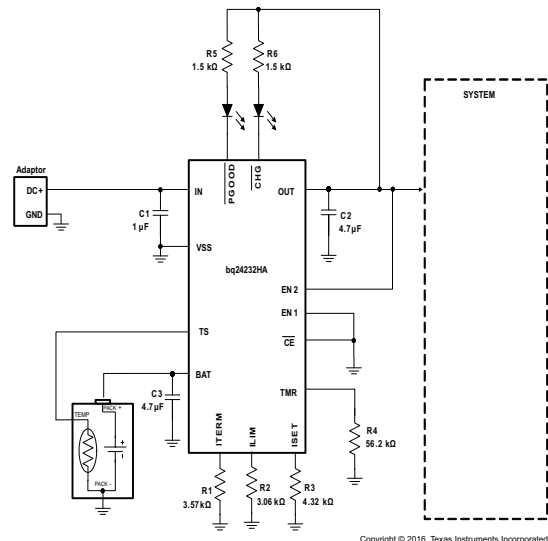 R5
1.5 kΩ
R6
1.5 kΩ
SYSTEM
Adaptor
DC+
GND
IN
PGOOD
CHG
OUT
C1
1 µF
C2
4.7µF
VSS
bq24232HA
EN 2
EN 1
TS
CE
BAT
TMR
TEMP
PACK +
C3
4.7µF
+
-
PACK -
ITERM
ILIM
ISET
R4
56.2 kΩ
R1
3.57kΩ
R2
3.06 kΩ
R3
4.32 kΩ
Copyright © 2016, Texas Instruments Incorporated